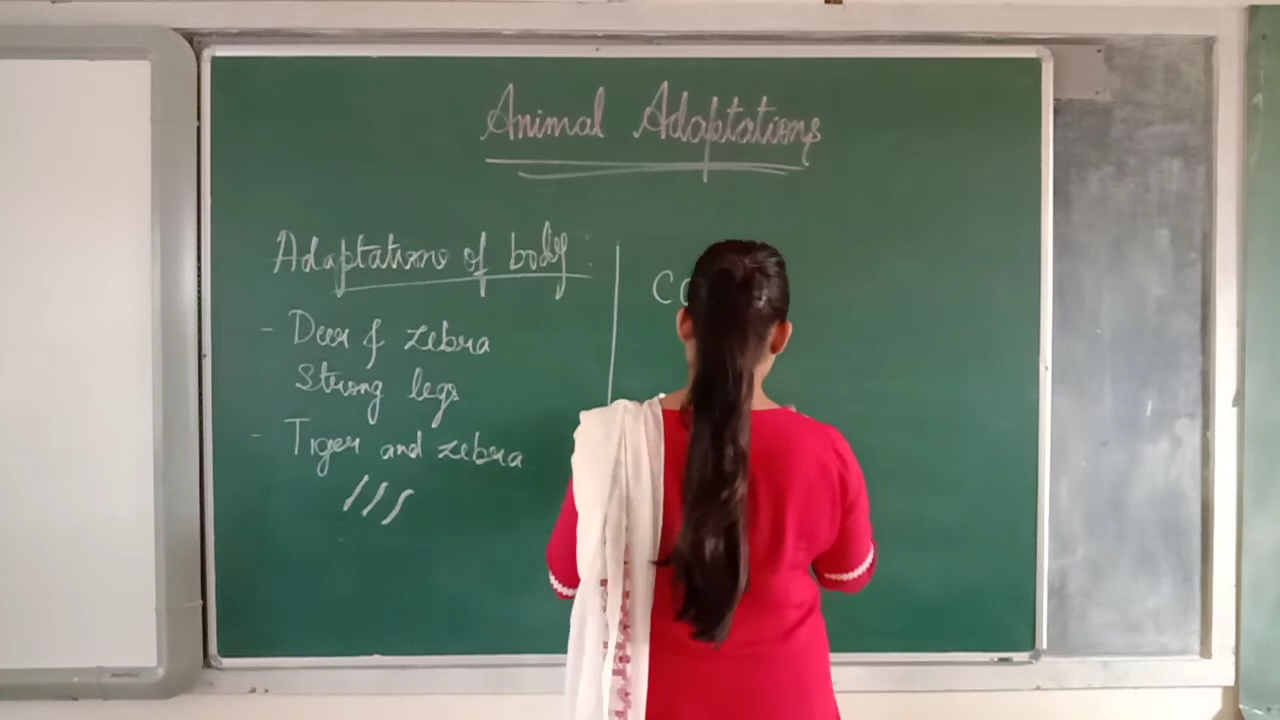 Animal Adaptations
Adaptations of body
- Deer & zebra
Strong legs
- Tiger and zebra